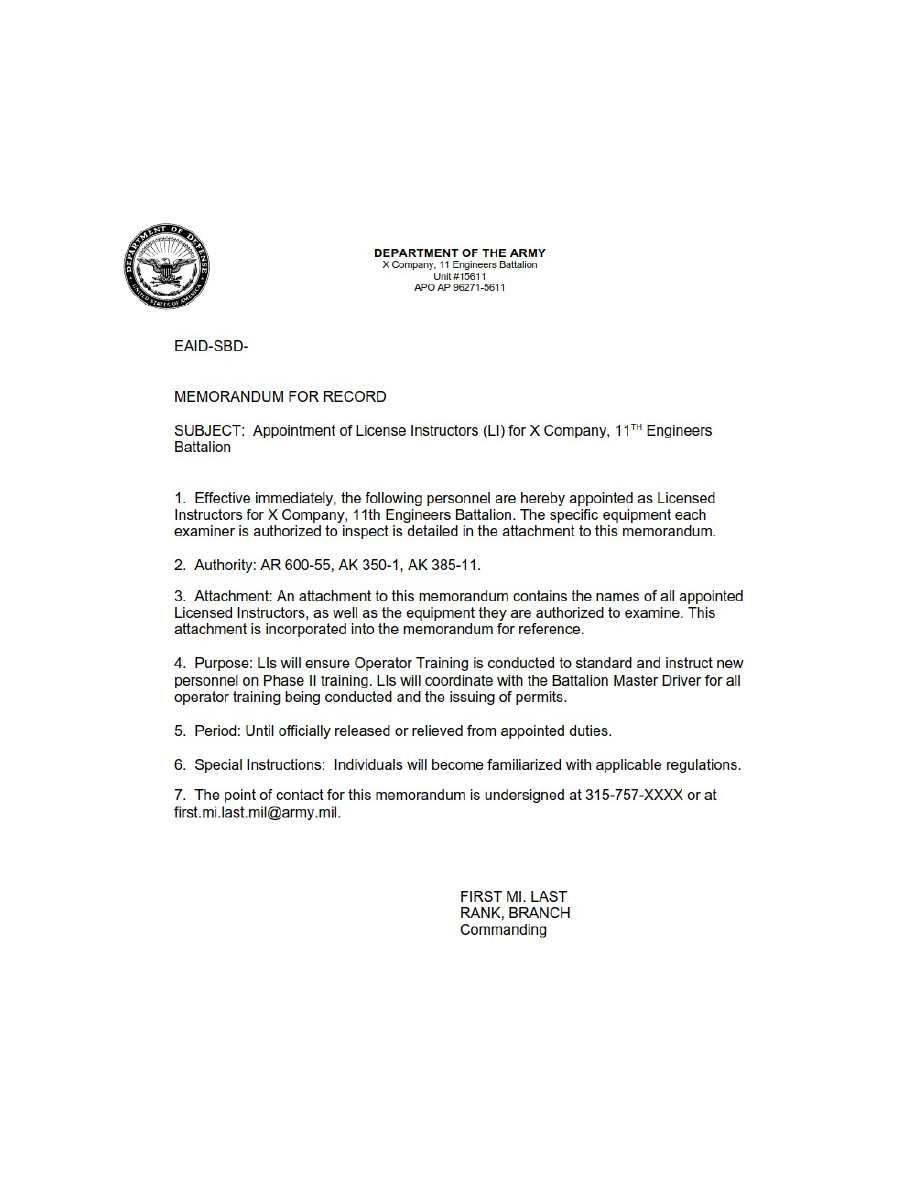 DEPARTMENT OF DEFENSE
UNITED STATES OF AMERICA
DEPARTMENT OF THE ARMY
X Company, 11 Engineers Battalion
Unit #15611
APO AP 96271-5611
EAID-SBD-
MEMORANDUM FOR RECORD
SUBJECT:  Appointment of License Instructors (LI) for X Company, 11TH Engineers
Battalion
1.  Effective immediately, the following personnel are hereby appointed as Licensed
Instructors for X Company, 11th Engineers Battalion. The specific equipment each
examiner is authorized to inspect is detailed in the attachment to this memorandum.
2.  Authority: AR 600-55, AK 350-1, AK 385-11.
3.  Attachment: An attachment to this memorandum contains the names of all appointed
Licensed Instructors, as well as the equipment they are authorized to examine. This
attachment is incorporated into the memorandum for reference.
4.  Purpose: LIs will ensure Operator Training is conducted to standard and instruct new
personnel on Phase II training. LIs will coordinate with the Battalion Master Driver for all
operator training being conducted and the issuing of permits.
5.  Period: Until officially released or relieved from appointed duties.
6.  Special Instructions:  Individuals will become familiarized with applicable regulations.
7.  The point of contact for this memorandum is undersigned at 315-757-XXXX or at
first.mi.last.mil@army.mil.
FIRST MI. LAST
RANK, BRANCH
Commanding